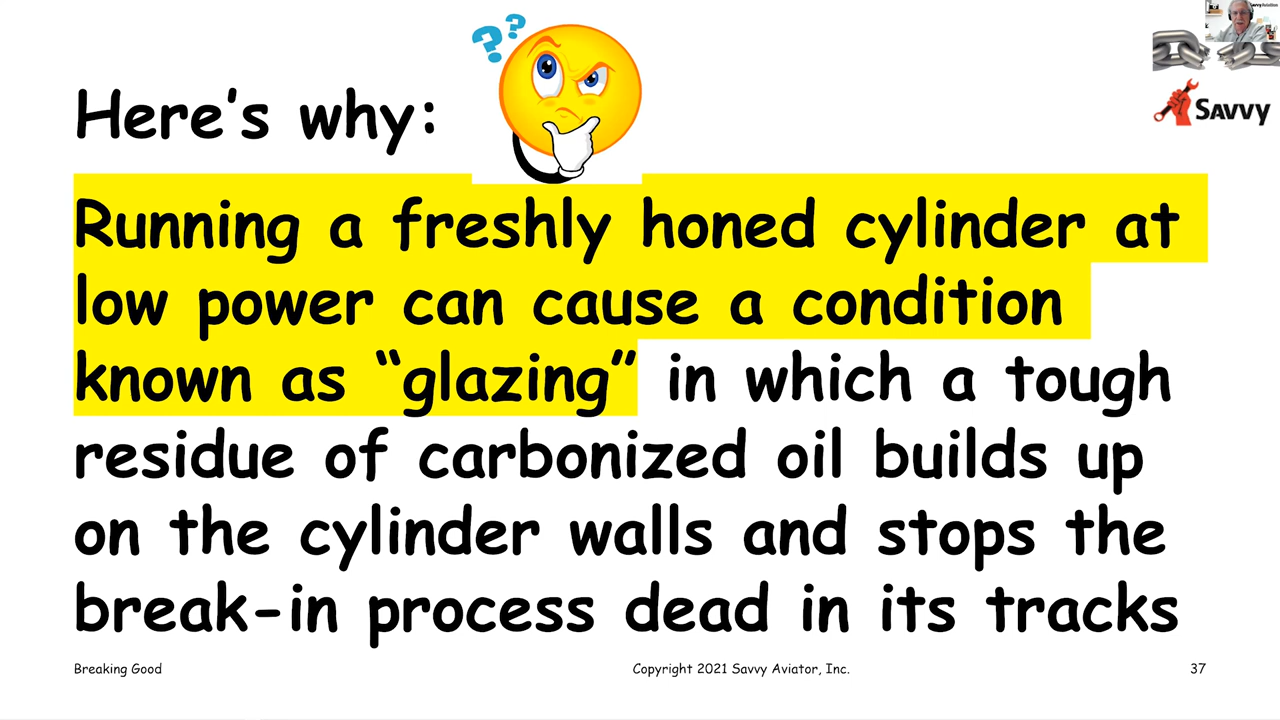 Here's why:
??
Savvy Aviation
SAVVY
Running a freshly honed cylinder at
low power can cause a condition
known as “glazing” in which a tough
residue of carbonized oil builds up
on the cylinder walls and stops the
break-in process dead in its tracks
Breaking Good
Copyright 2021 Savvy Aviator, Inc.
37